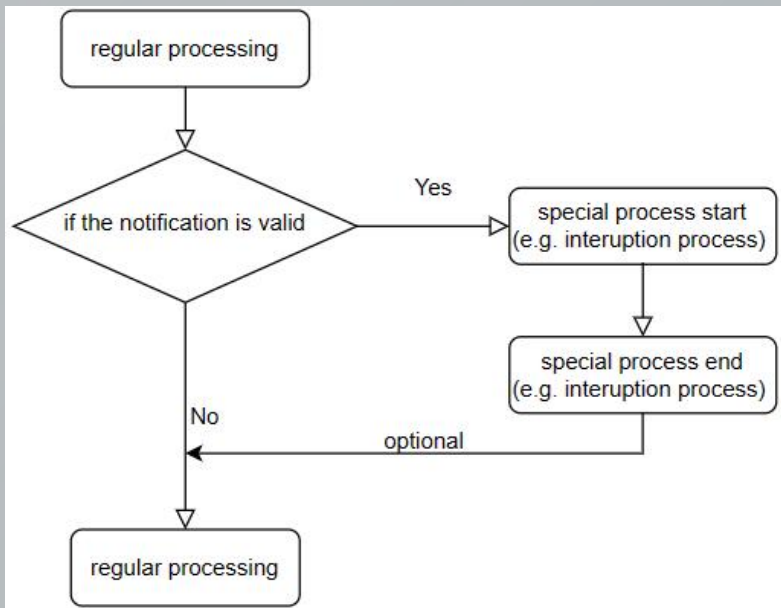 regular processing
if the notification is valid
Yes
special process start
(e.g. interuption process)
special process end
(e.g. interuption process)
No
optional
regular processing